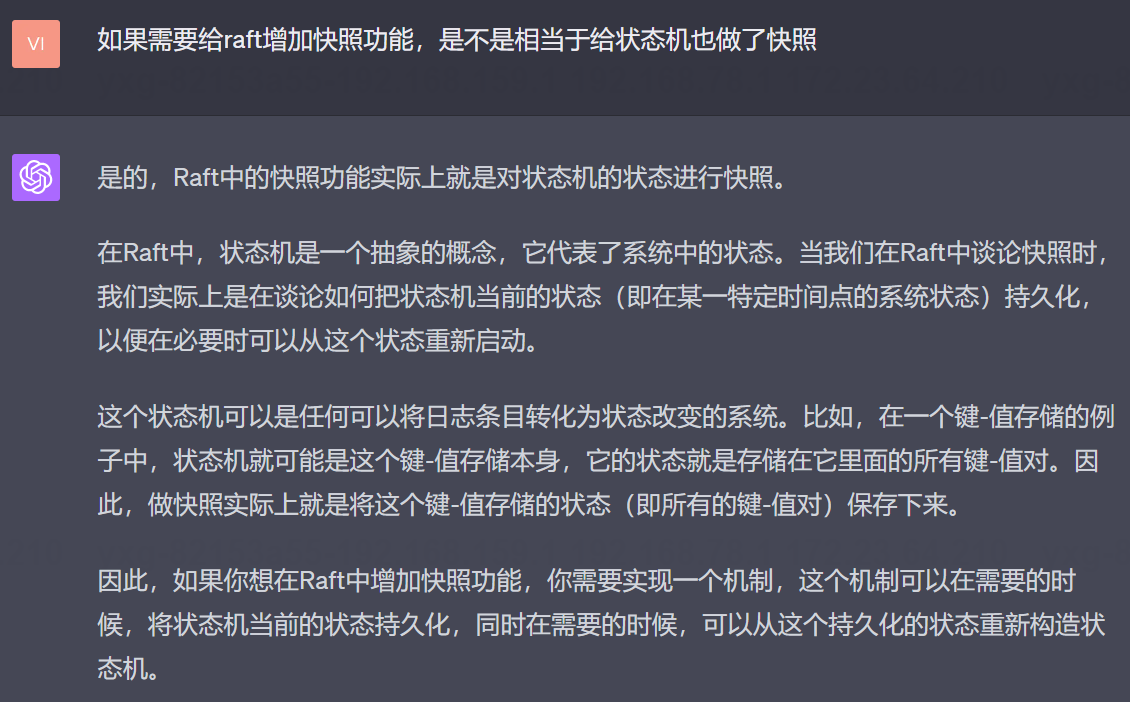 VI
如果需要给raft增加快照功能，是不是相当于给状态机也做了快照
是的，Raft中的快照功能实际上就是对状态机的状态进行快照。
在Raft中，状态机是一个抽象的概念，它代表了系统中的状态。当我们在Raft中谈论快照时，
我们实际上是在谈论如何把状态机当前的状态（即在某一特定时间点的系统状态）持久化，
以便在必要时可以从这个状态重新启动。
这个状态机可以是任何可以将日志条目转化为状态改变的系统。比如，在一个键-值存储的例
子中，状态机就可能是这个键-值存储本身，它的状态就是存储在它里面的所有键-值对。因
此，做快照实际上就是将这个键-值存储的状态（即所有的键-值对）保存下来。
因此，如果你想在Raft中增加快照功能，你需要实现一个机制，这个机制可以在需要的时
候，将状态机当前的状态持久化，同时在需要的时候，可以从这个持久化的状态重新构造状
态机。